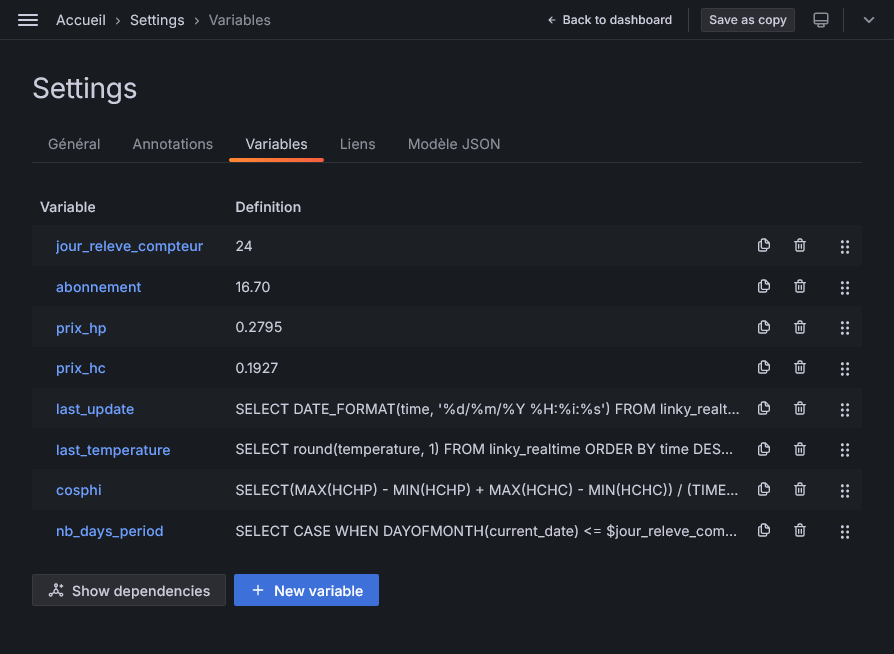 Accueil › Settings › Variables
← Back to dashboard
Save as copy
Settings
Général Annotations Variables Liens Modèle JSON
Variable Definition
jour_releve_compteur 24
abonnement 16.70
prix_hp 0.2795
prix_hc 0.1927
last_update SELECT DATE_FORMAT(time, '%d/%m/%Y %H:%i:%s') FROM linky_realt...
last_temperature SELECT round(temperature, 1) FROM linky_realtime ORDER BY time DES...
cosphi SELECT(MAX(HCHP) - MIN(HCHP) + MAX(HCHC) - MIN(HCHC)) / (TIME...
nb_days_period SELECT CASE WHEN DAYOFMONTH(current_date) <= $jour_releve_com...
Show dependencies
+ New variable